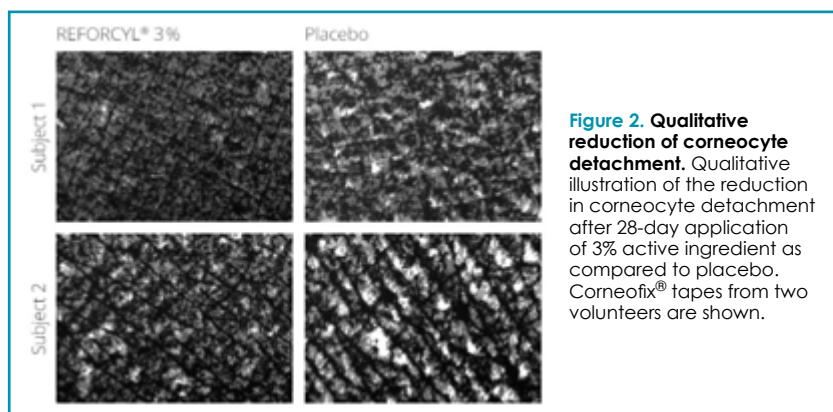 REFORCYL® 3%
Placebo
Subject 1
Subject 2
Figure 2. Qualitative
reduction of corneocyte
detachment. Qualitative
illustration of the reduction
in corneocyte detachment
after 28-day application
of 3% active ingredient as
compared to placebo.
Corneofix® tapes from two
volunteers are shown.